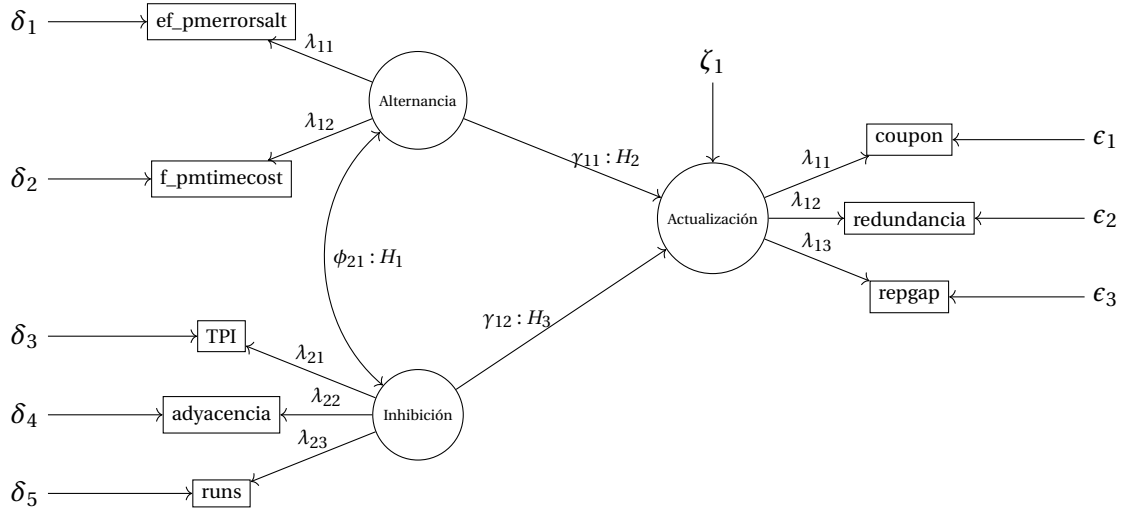 δ₁
ef_pmerrorsalt
λ₁₁
Alternancia
λ₁₂
δ₂
f_pmtimecost
ζ₁
γ₁₁ : H₂
Actualización
λ₁₁
coupon
ϵ₁
λ₁₂
redundancia
ϵ₂
λ₁₃
repgap
ϵ₃
ϕ₂₁ : H₁
γ₁₂ : H₃
δ₃
TPI
λ₂₁
δ₄
adyacencia
λ₂₂
Inhibición
λ₂₃
δ₅
runs